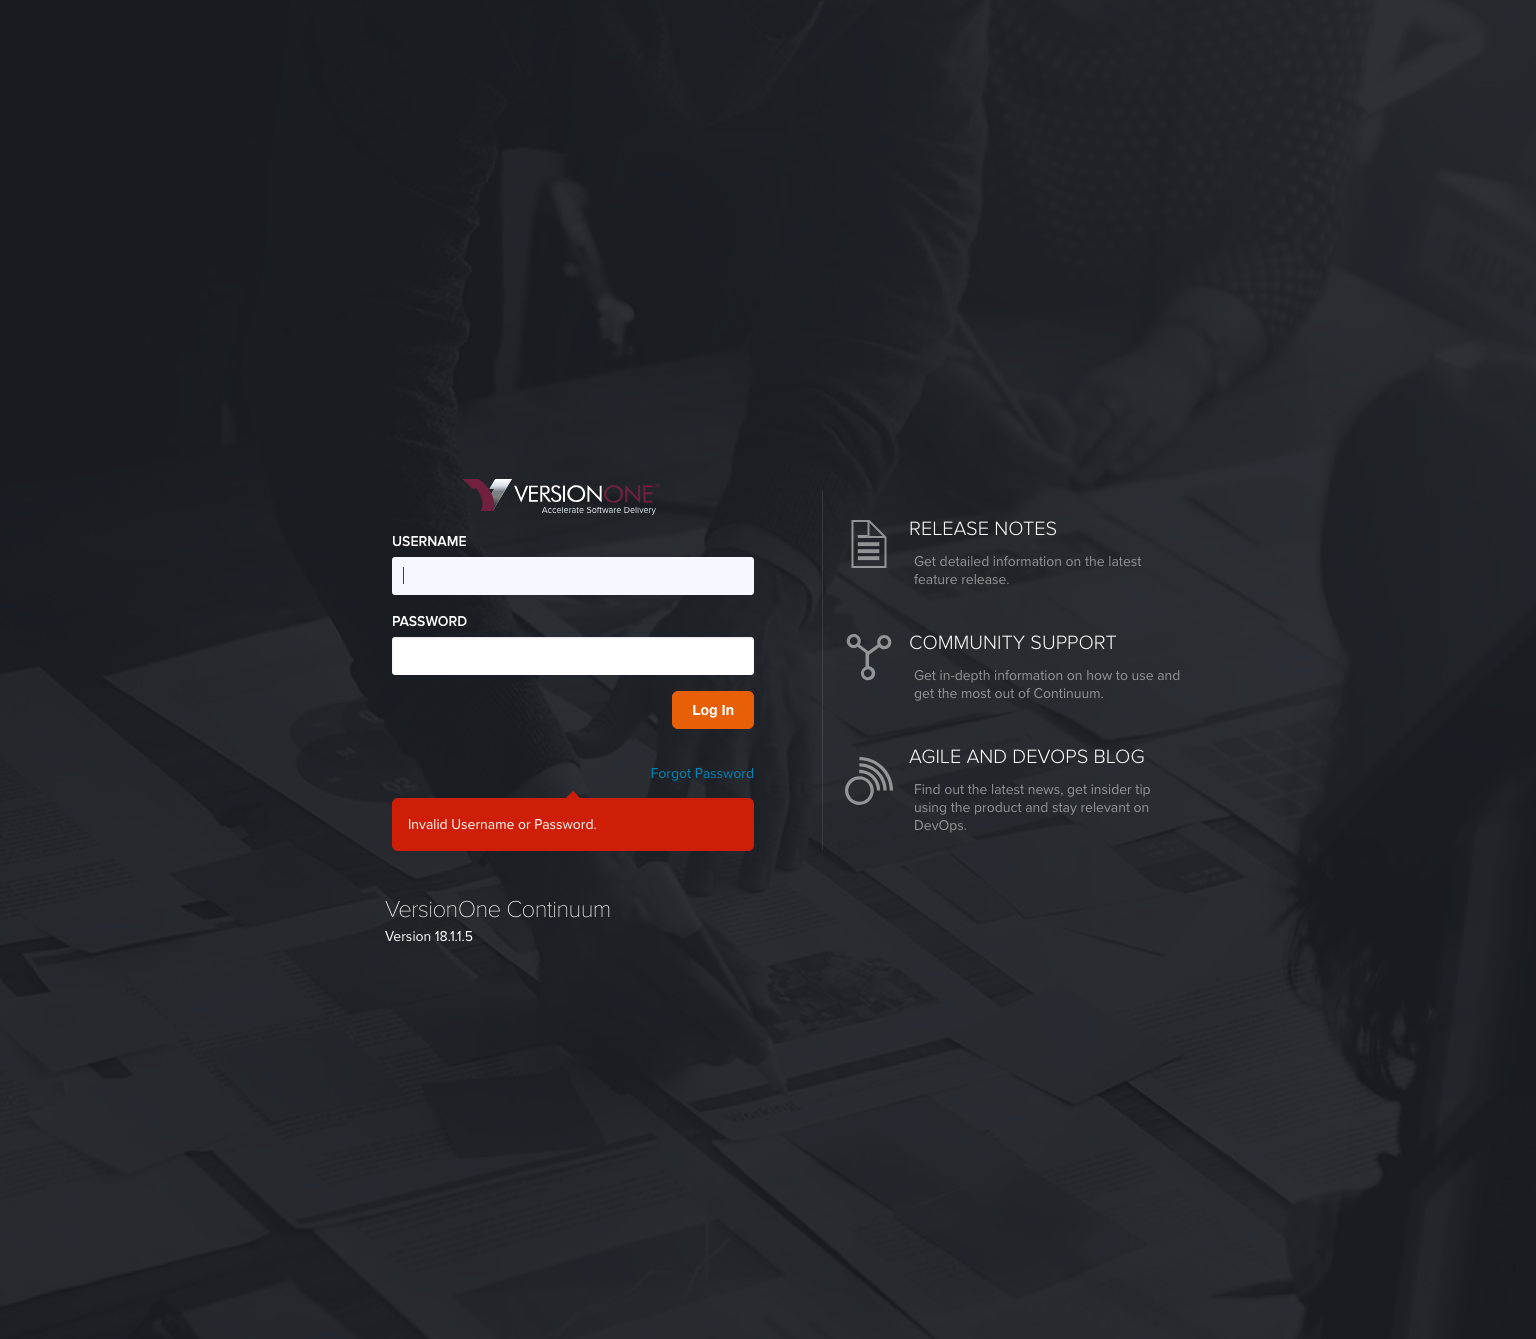 VERSIONONE™
Accelerate Software Delivery
USERNAME
PASSWORD
Log In
Forgot Password
Invalid Username or Password.
VersionOne Continuum
Version 18.1.1.5
RELEASE NOTES
Get detailed information on the latest
feature release.
COMMUNITY SUPPORT
Get in-depth information on how to use and
get the most out of Continuum.
AGILE AND DEVOPS BLOG
Find out the latest news, get insider tip
using the product and stay relevant on
DevOps.